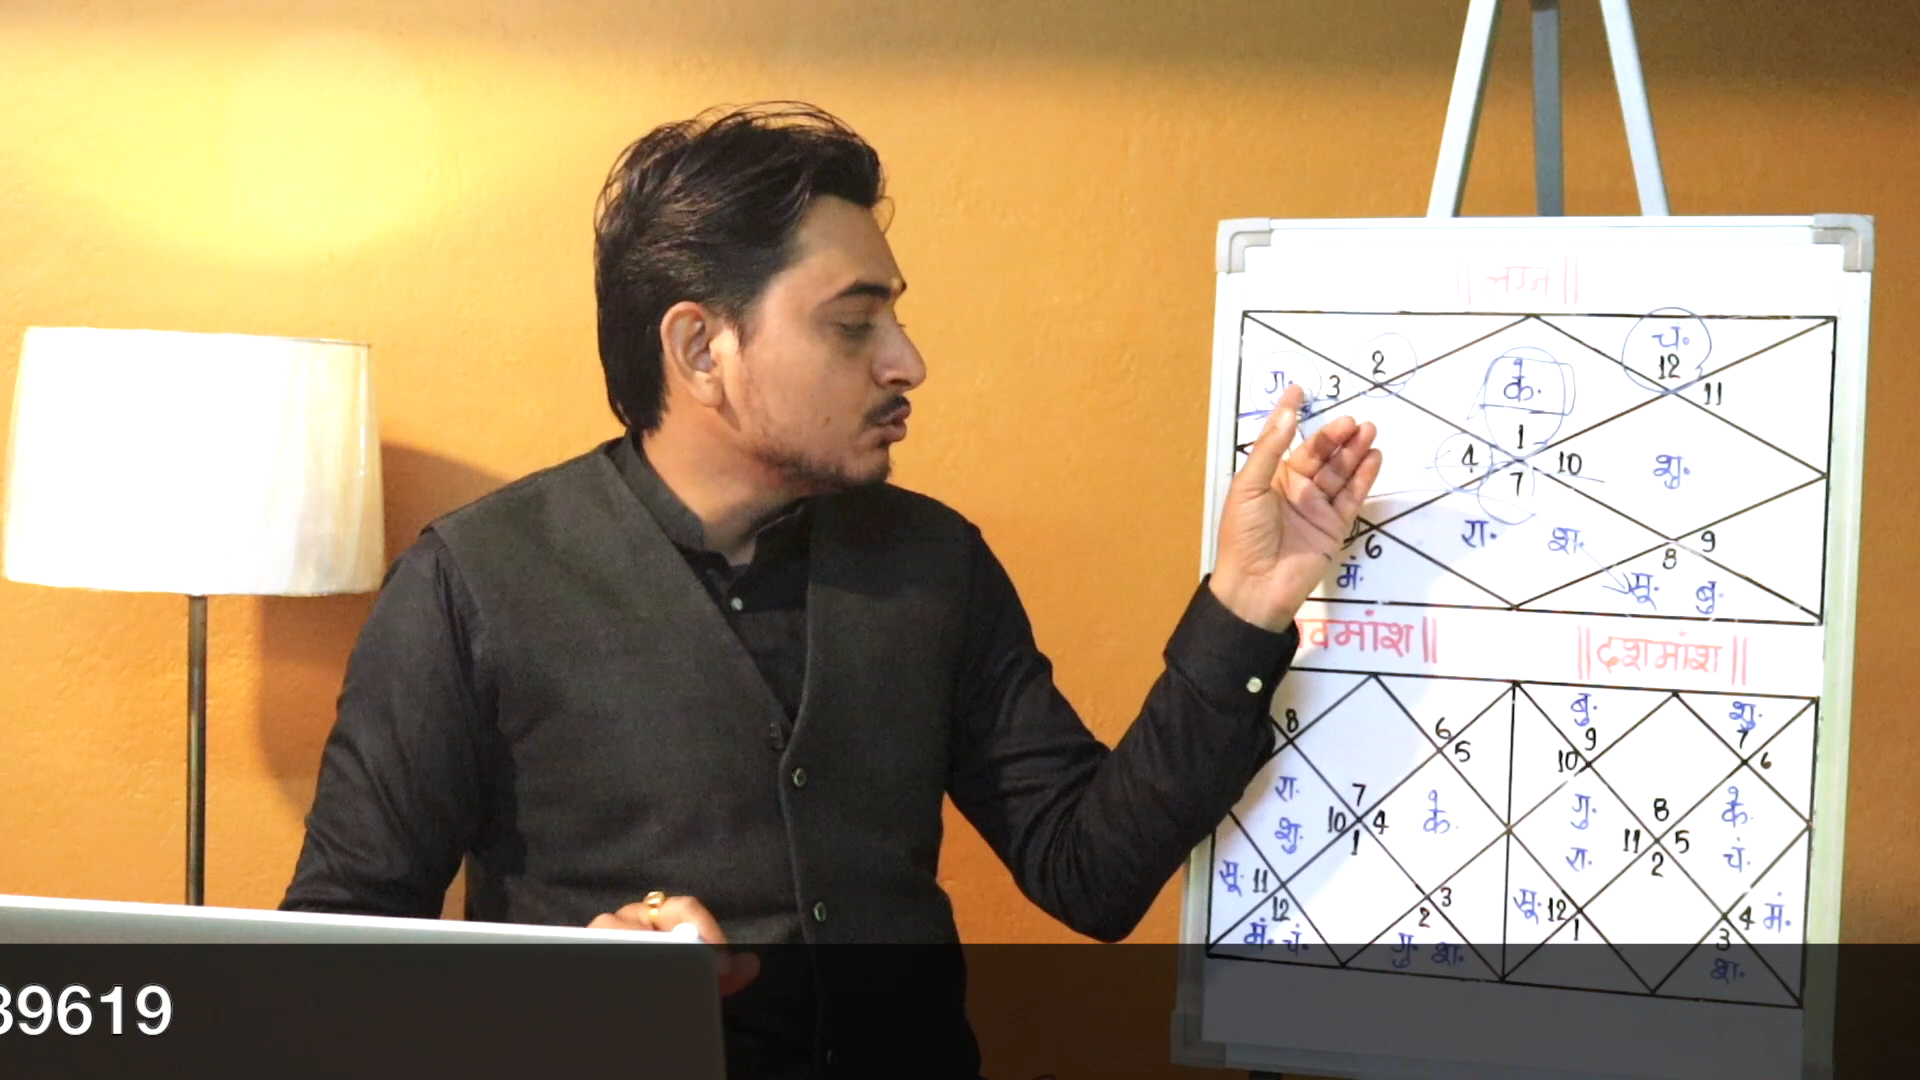 || लग्न ||
चं.
2 12
गु. 3 के. 11
1
4 10 शु.
7
रा. श. 9
6 8
मं. सू. बु.
वमांश || || दशमांश ||
बु. शु.
8 6 9 7
5 10 6
रा. 7 के. गु. 8 के.
शु. 10 4 रा. 11 5 चं.
1 2
सू. 11 3 सू. 12 4 मं.
12 2 1 3
मं. चं. गु. श. श.
39619